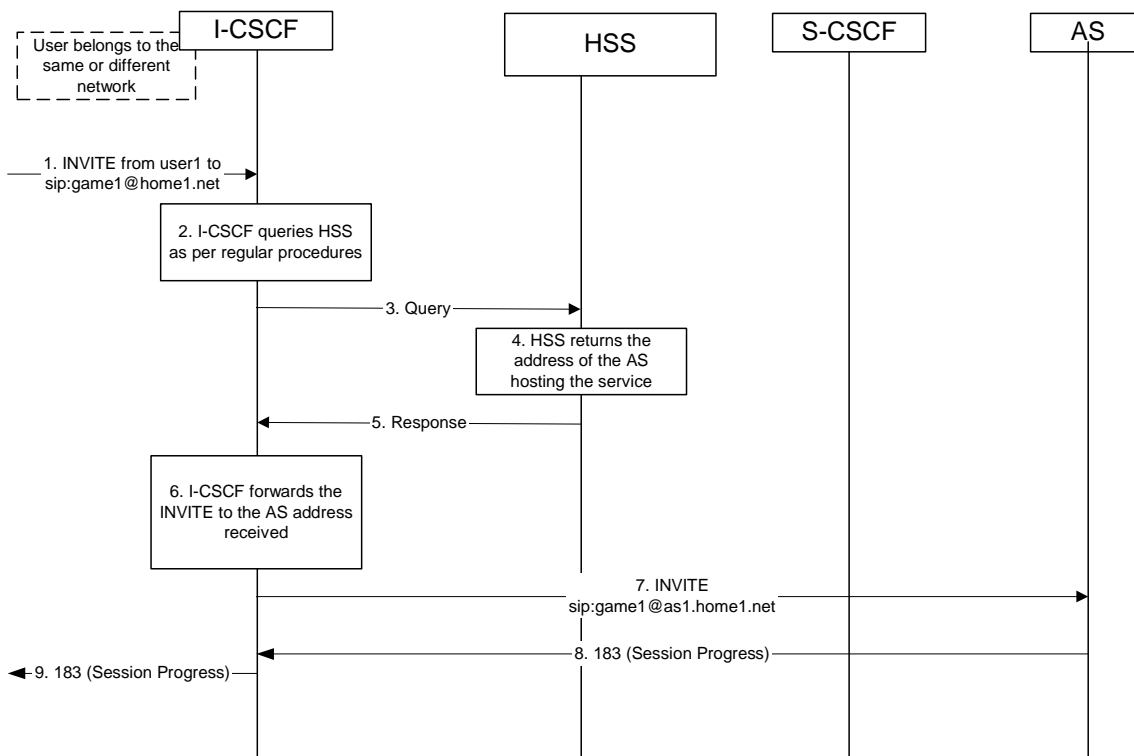 I-CSCF
HSS
S-CSCF
AS
User belongs to the
same or different
network
1. INVITE from user1 to
sip:game1@home1.net
2. I-CSCF queries HSS
as per regular procedures
3. Query
4. HSS returns the
address of the AS
hosting the service
5. Response
6. I-CSCF forwards the
INVITE to the AS address
received
7. INVITE
sip:game1@as1.home1.net
8. 183 (Session Progress)
9. 183 (Session Progress)